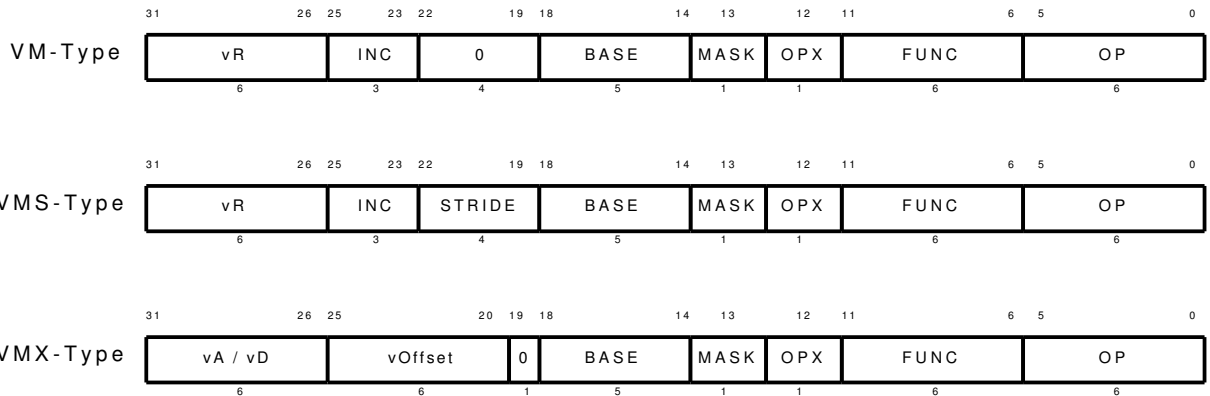 31 26 25 23 22 19 18 14 13 12 11 6 5 0
VM-Type vR INC 0 BASE MASK OPX FUNC OP
6 3 4 5 1 1 6 6
31 26 25 23 22 19 18 14 13 12 11 6 5 0
VMS-Type vR INC STRIDE BASE MASK OPX FUNC OP
6 3 4 5 1 1 6 6
31 26 25 20 19 18 14 13 12 11 6 5 0
VMX-Type vA / vD vOffset 0 BASE MASK OPX FUNC OP
6 6 1 5 1 1 6 6